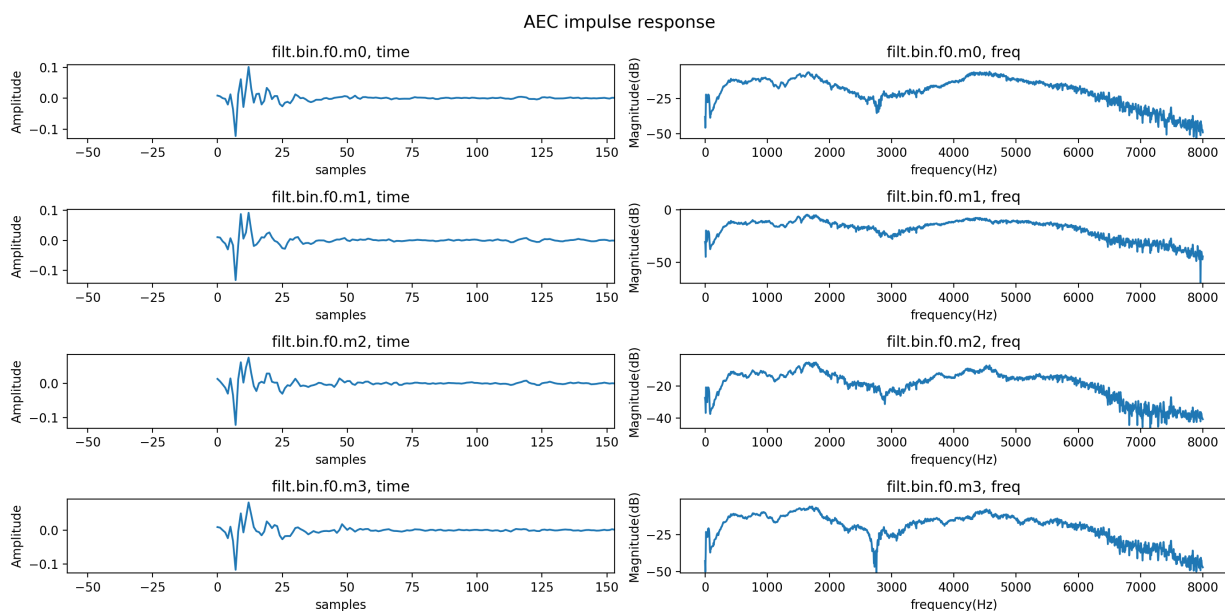 AEC impulse response
filt.bin.f0.m0, time
Amplitude
0.1
0.0
−0.1
−50 −25 0 25 50 75 100 125 150
samples
filt.bin.f0.m0, freq
Magnitude(dB)
−25
−50
0 1000 2000 3000 4000 5000 6000 7000 8000
frequency(Hz)
filt.bin.f0.m1, time
Amplitude
0.1
0.0
−0.1
−50 −25 0 25 50 75 100 125 150
samples
filt.bin.f0.m1, freq
Magnitude(dB)
0
−50
0 1000 2000 3000 4000 5000 6000 7000 8000
frequency(Hz)
filt.bin.f0.m2, time
Amplitude
0.0
−0.1
−50 −25 0 25 50 75 100 125 150
samples
filt.bin.f0.m2, freq
Magnitude(dB)
−20
−40
0 1000 2000 3000 4000 5000 6000 7000 8000
frequency(Hz)
filt.bin.f0.m3, time
Amplitude
0.0
−0.1
−50 −25 0 25 50 75 100 125 150
samples
filt.bin.f0.m3, freq
Magnitude(dB)
−25
−50
0 1000 2000 3000 4000 5000 6000 7000 8000
frequency(Hz)